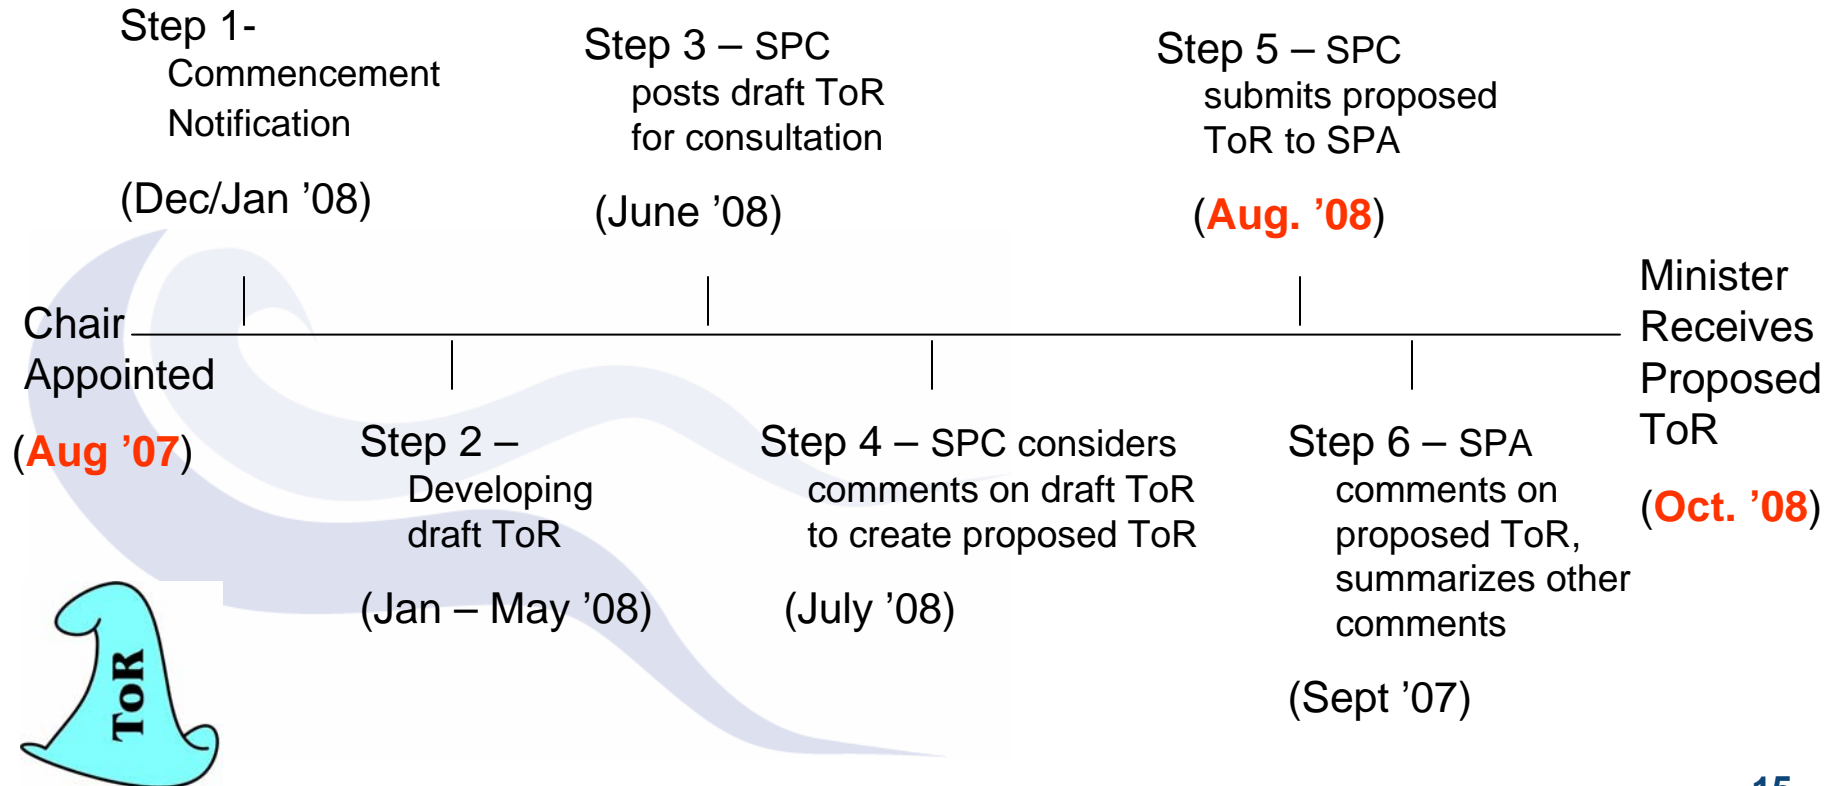 Step 1-
Commencement
Notification
(Dec/Jan ’08)
Step 3 – SPC
posts draft ToR
for consultation
(June ’08)
Step 5 – SPC
submits proposed
ToR to SPA
(Aug. ’08)
Chair
Appointed
(Aug ’07)
Minister
Receives
Proposed
ToR
(Oct. ’08)
Step 2 –
Developing
draft ToR
(Jan – May ’08)
Step 4 – SPC considers
comments on draft ToR
to create proposed ToR
(July ’08)
Step 6 – SPA
comments on
proposed ToR,
summarizes other
comments
(Sept ’07)
ToR
15